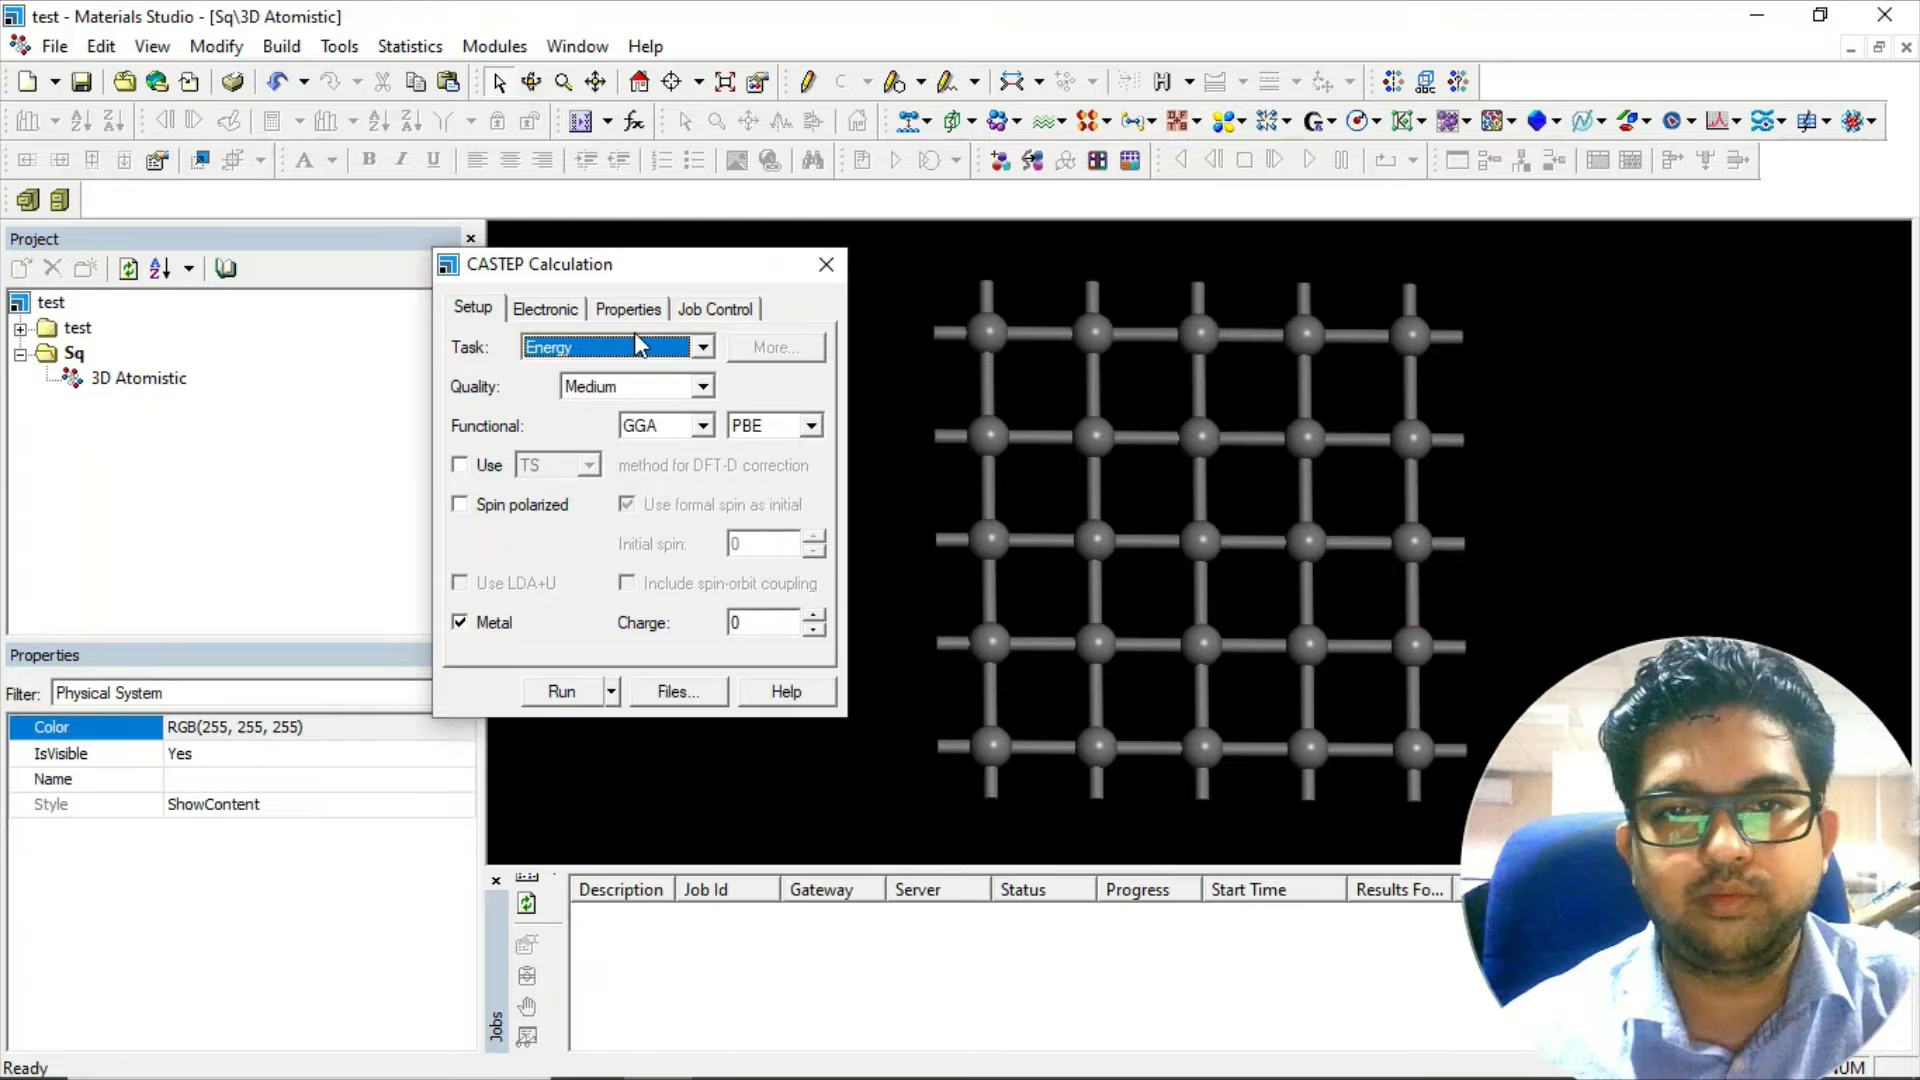 test - Materials Studio - [Sq\3D Atomistic]
File Edit View Modify Build Tools Statistics Modules Window Help
Project
test
test
Sq
3D Atomistic
CASTEP Calculation
Setup Electronic Properties Job Control
Task: Energy More...
Quality: Medium
Functional: GGA PBE
Use TS method for DFT-D correction
Spin polarized Use formal spin as initial
Initial spin: 0
Use LDA+U Include spin-orbit coupling
Metal Charge: 0
Run Files... Help
Properties
Filter: Physical System
Color RGB(255, 255, 255)
IsVisible Yes
Name
Style ShowContent
Jobs
Description Job Id Gateway Server Status Progress Start Time Results Fo...
Ready